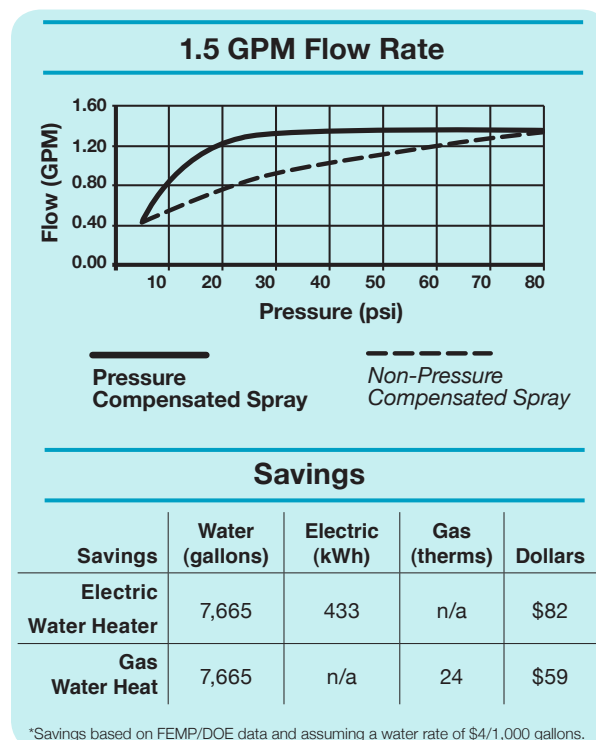 1.5 GPM Flow Rate
Flow (GPM)
1.60
1.20
0.80
0.40
0.00
10 20 30 40 50 60 70 80
Pressure (psi)
Pressure
Compensated Spray
Non-Pressure
Compensated Spray
Savings
Savings Water (gallons) Electric (kWh) Gas (therms) Dollars
Electric
Water Heater 7,665 433 n/a $82
Gas
Water Heat 7,665 n/a 24 $59
*Savings based on FEMP/DOE data and assuming a water rate of $4/1,000 gallons.